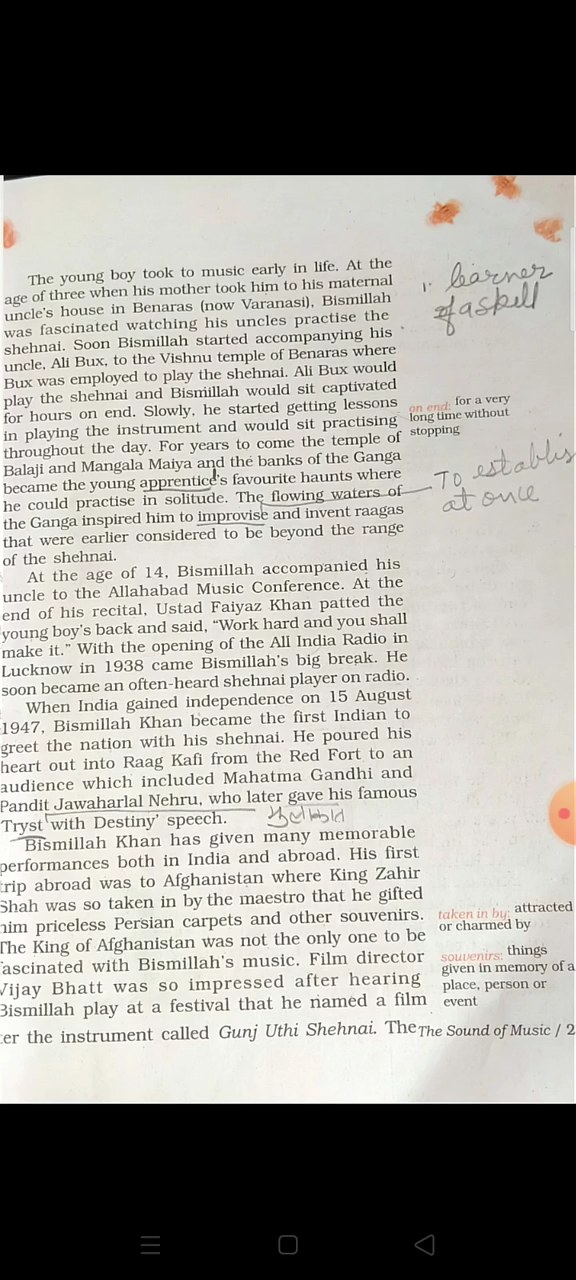 The young boy took to music early in life. At the
age of three when his mother took him to his maternal
uncle's house in Benaras (now Varanasi), Bismillah
was fascinated watching his uncles practise the
shehnai. Soon Bismillah started accompanying his
uncle, Ali Bux, to the Vishnu temple of Benaras where
Bux was employed to play the shehnai. Ali Bux would
play the shehnai and Bismillah would sit captivated
for hours on end. Slowly, he started getting lessons
in playing the instrument and would sit practising
throughout the day. For years to come the temple of
Balaji and Mangala Maiya and the banks of the Ganga
became the young apprentice's favourite haunts where
he could practise in solitude. The flowing waters of
the Ganga inspired him to improvise and invent raagas
that were earlier considered to be beyond the range
of the shehnai.
At the age of 14, Bismillah accompanied his
uncle to the Allahabad Music Conference. At the
end of his recital, Ustad Faiyaz Khan patted the
young boy's back and said, “Work hard and you shall
make it.” With the opening of the All India Radio in
Lucknow in 1938 came Bismillah's big break. He
soon became an often-heard shehnai player on radio.
When India gained independence on 15 August
1947, Bismillah Khan became the first Indian to
greet the nation with his shehnai. He poured his
heart out into Raag Kafi from the Red Fort to an
audience which included Mahatma Gandhi and
Pandit Jawaharlal Nehru, who later gave his famous
'Tryst with Destiny' speech.
Bismillah Khan has given many memorable
performances both in India and abroad. His first
rip abroad was to Afghanistan where King Zahir
Shah was so taken in by the maestro that he gifted
him priceless Persian carpets and other souvenirs.
The King of Afghanistan was not the only one to be
fascinated with Bismillah's music. Film director
Vijay Bhatt was so impressed after hearing
Bismillah play at a festival that he named a film
er the instrument called Gunj Uthi Shehnai. The
learner
of a skill
on end: for a very
long time without
stopping
To establis
at once
taken in by: attracted
or charmed by
souvenirs: things
given in memory of a
place, person or
event
The Sound of Music / 2